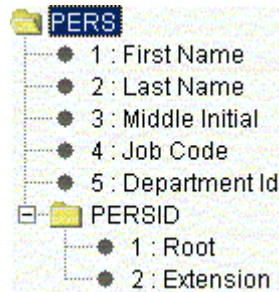 PERS
1 : First Name
2 : Last Name
3 : Middle Initial
4 : Job Code
5 : Department Id
PERSID
1 : Root
2 : Extension